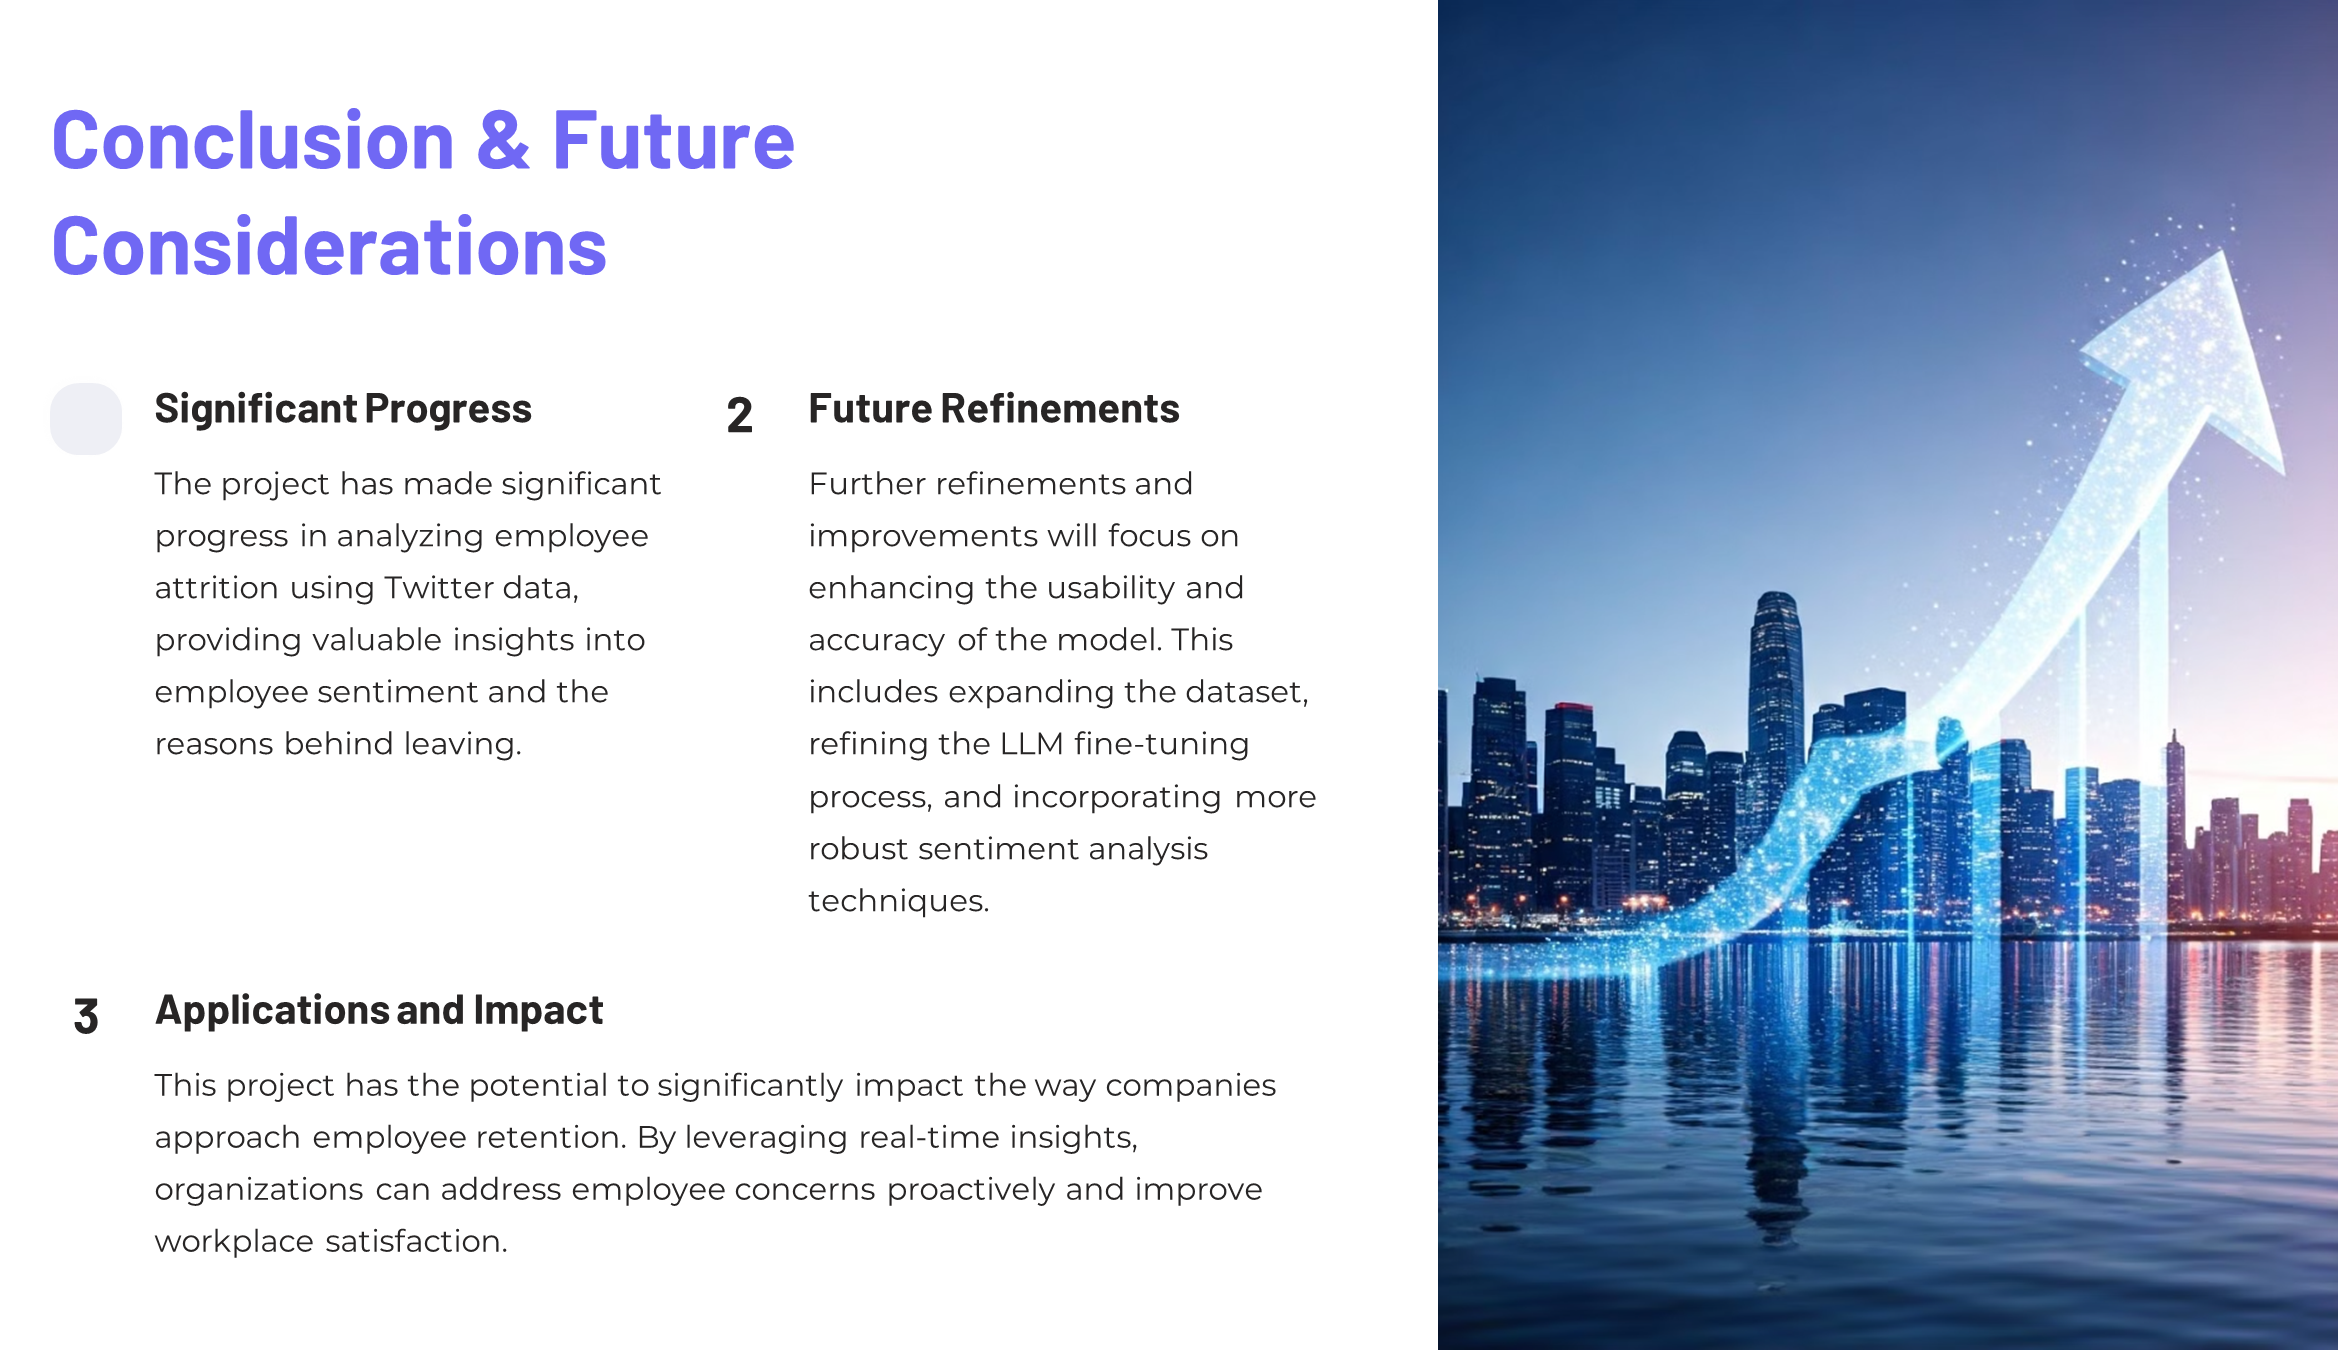 Conclusion & Future
Considerations
Significant Progress
The project has made significant
progress in analyzing employee
attrition using Twitter data,
providing valuable insights into
employee sentiment and the
reasons behind leaving.
2
Future Refinements
Further refinements and
improvements will focus on
enhancing the usability and
accuracy of the model. This
includes expanding the dataset,
refining the LLM fine-tuning
process, and incorporating more
robust sentiment analysis
techniques.
3
Applications and Impact
This project has the potential to significantly impact the way companies
approach employee retention. By leveraging real-time insights,
organizations can address employee concerns proactively and improve
workplace satisfaction.